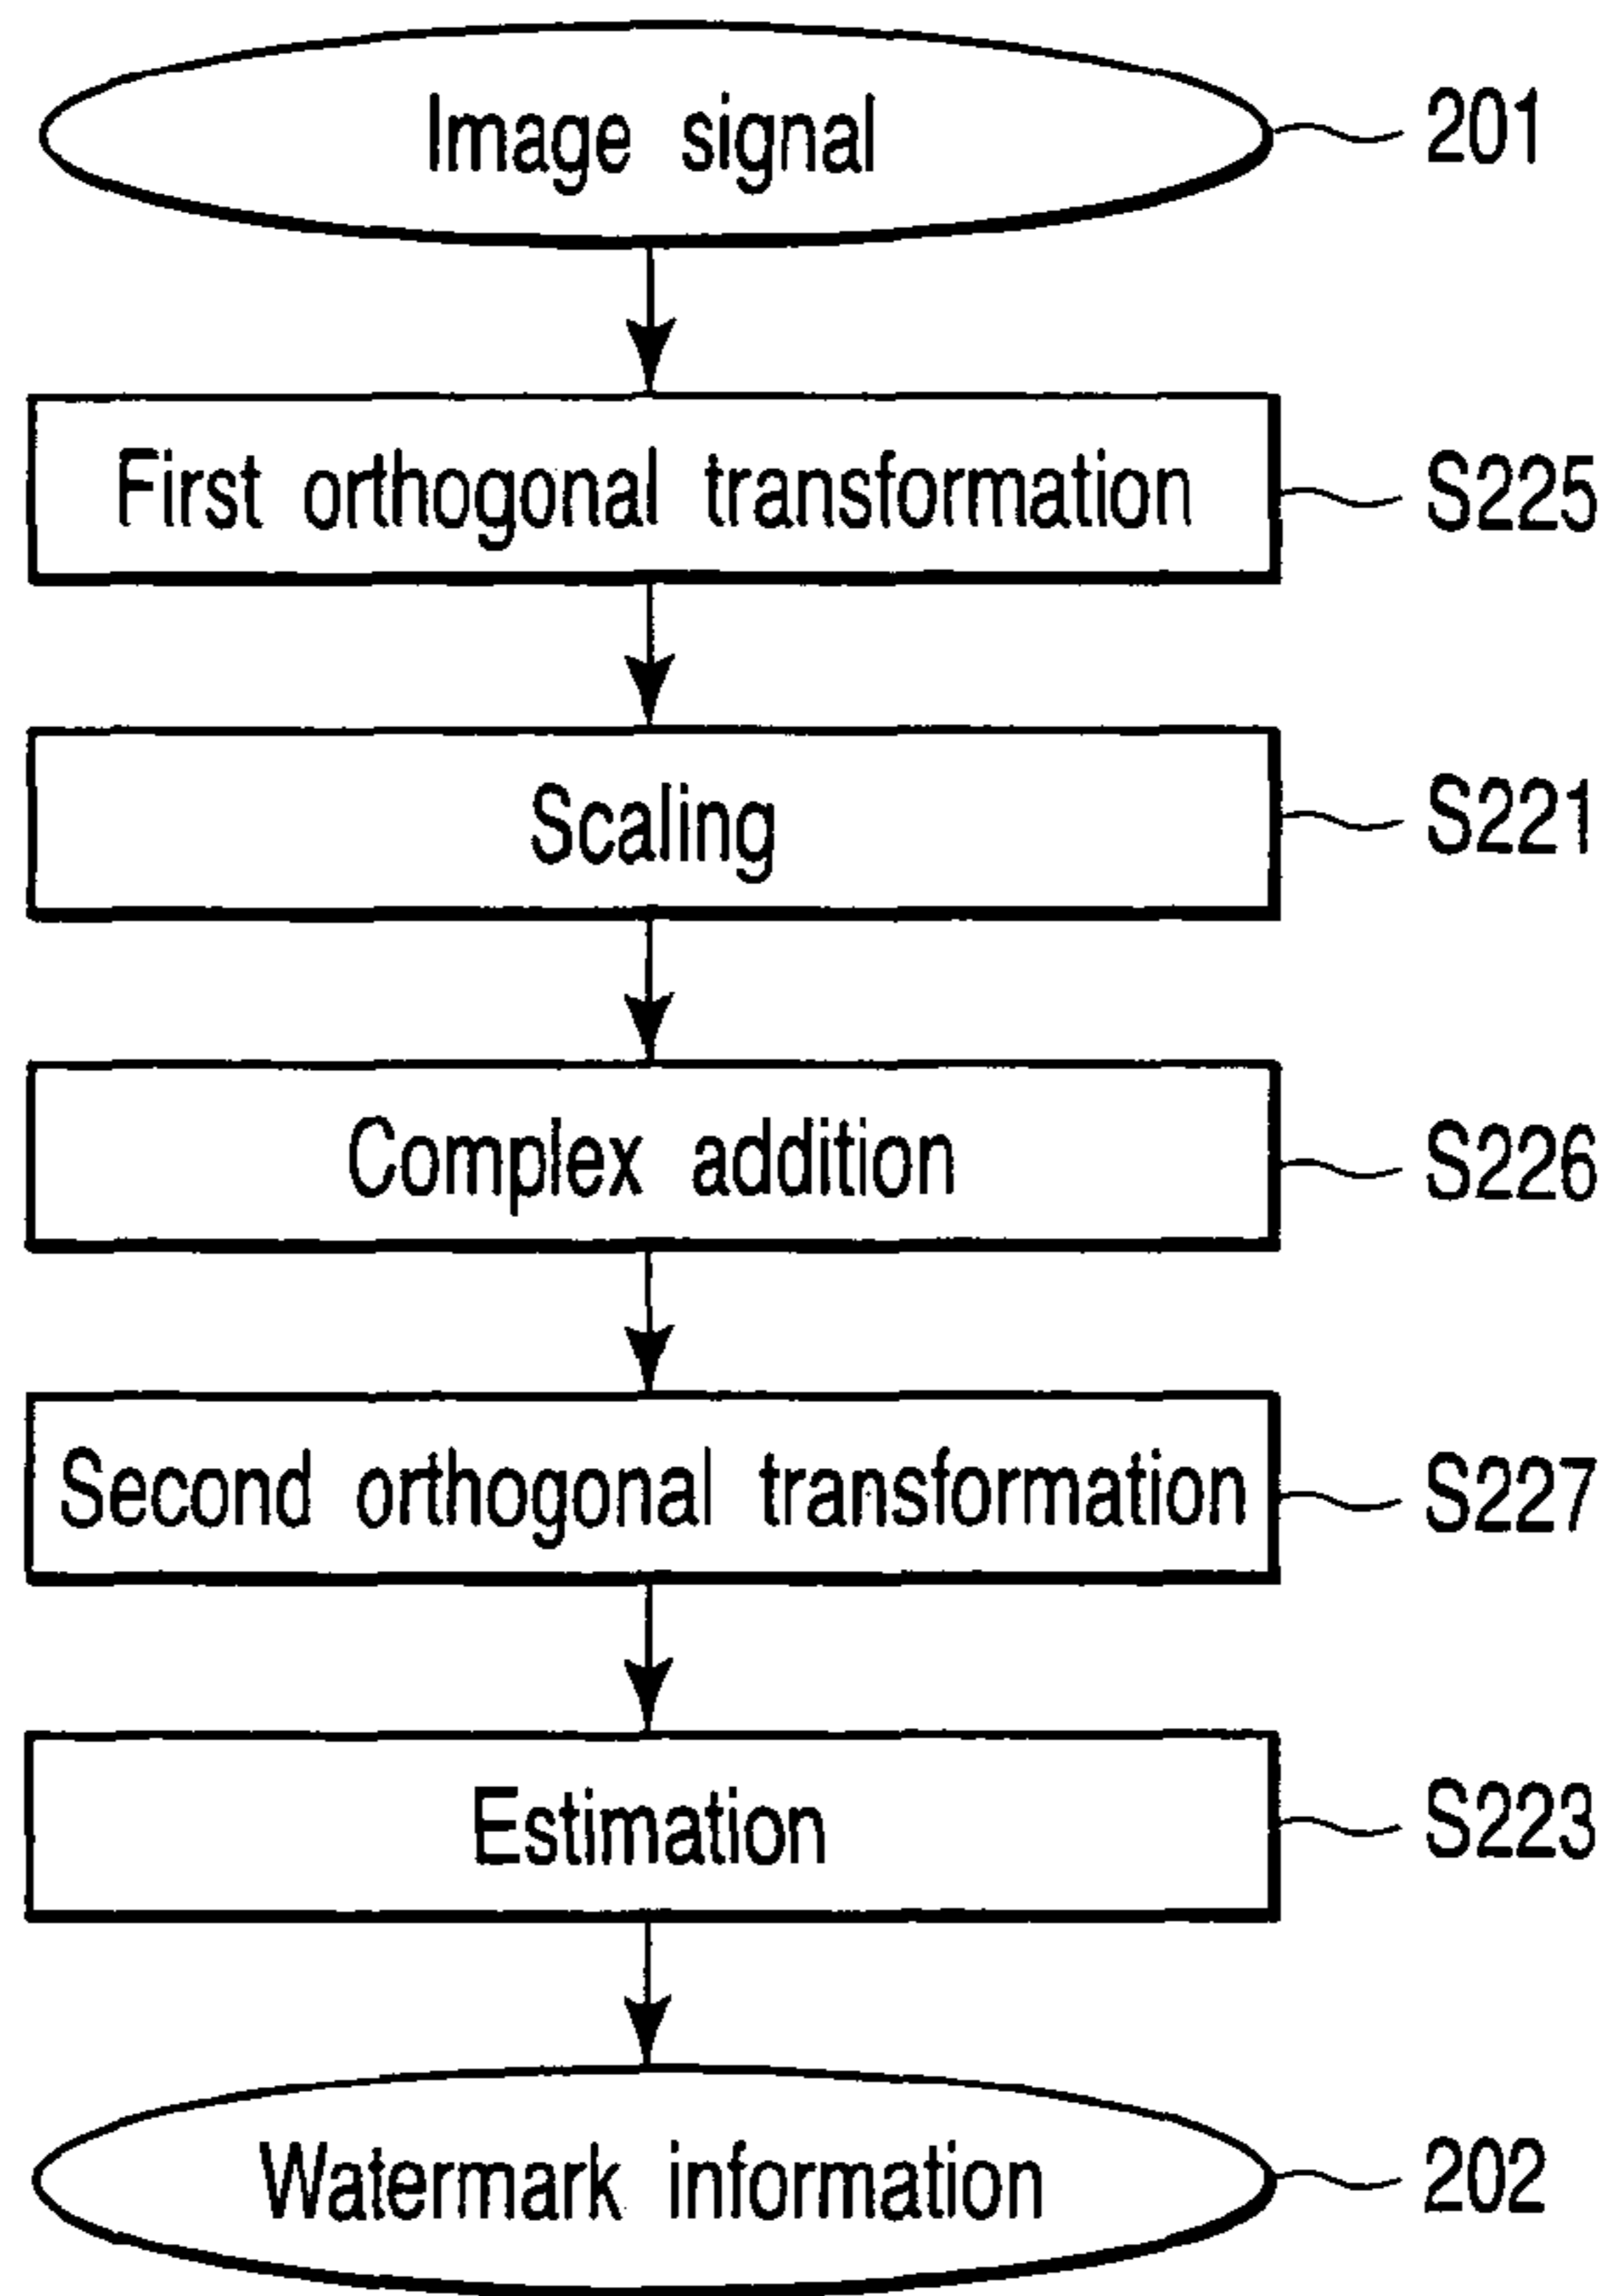 Image signal 201
First orthogonal transformation S225
Scaling S221
Complex addition S226
Second orthogonal transformation S227
Estimation S223
Watermark information 202